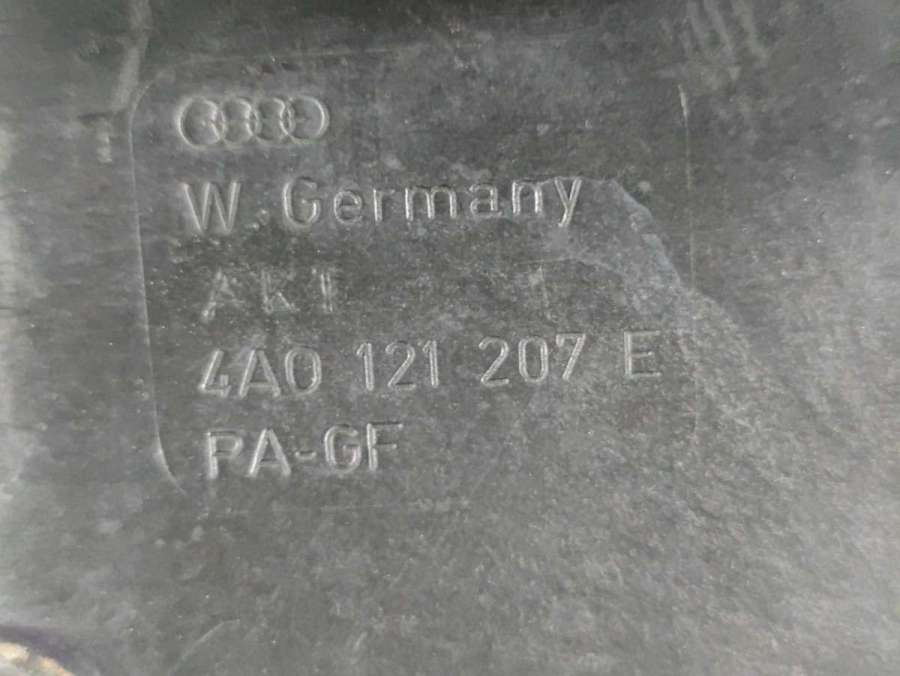 W. Germany
4A0 121 207 E
PA-GF